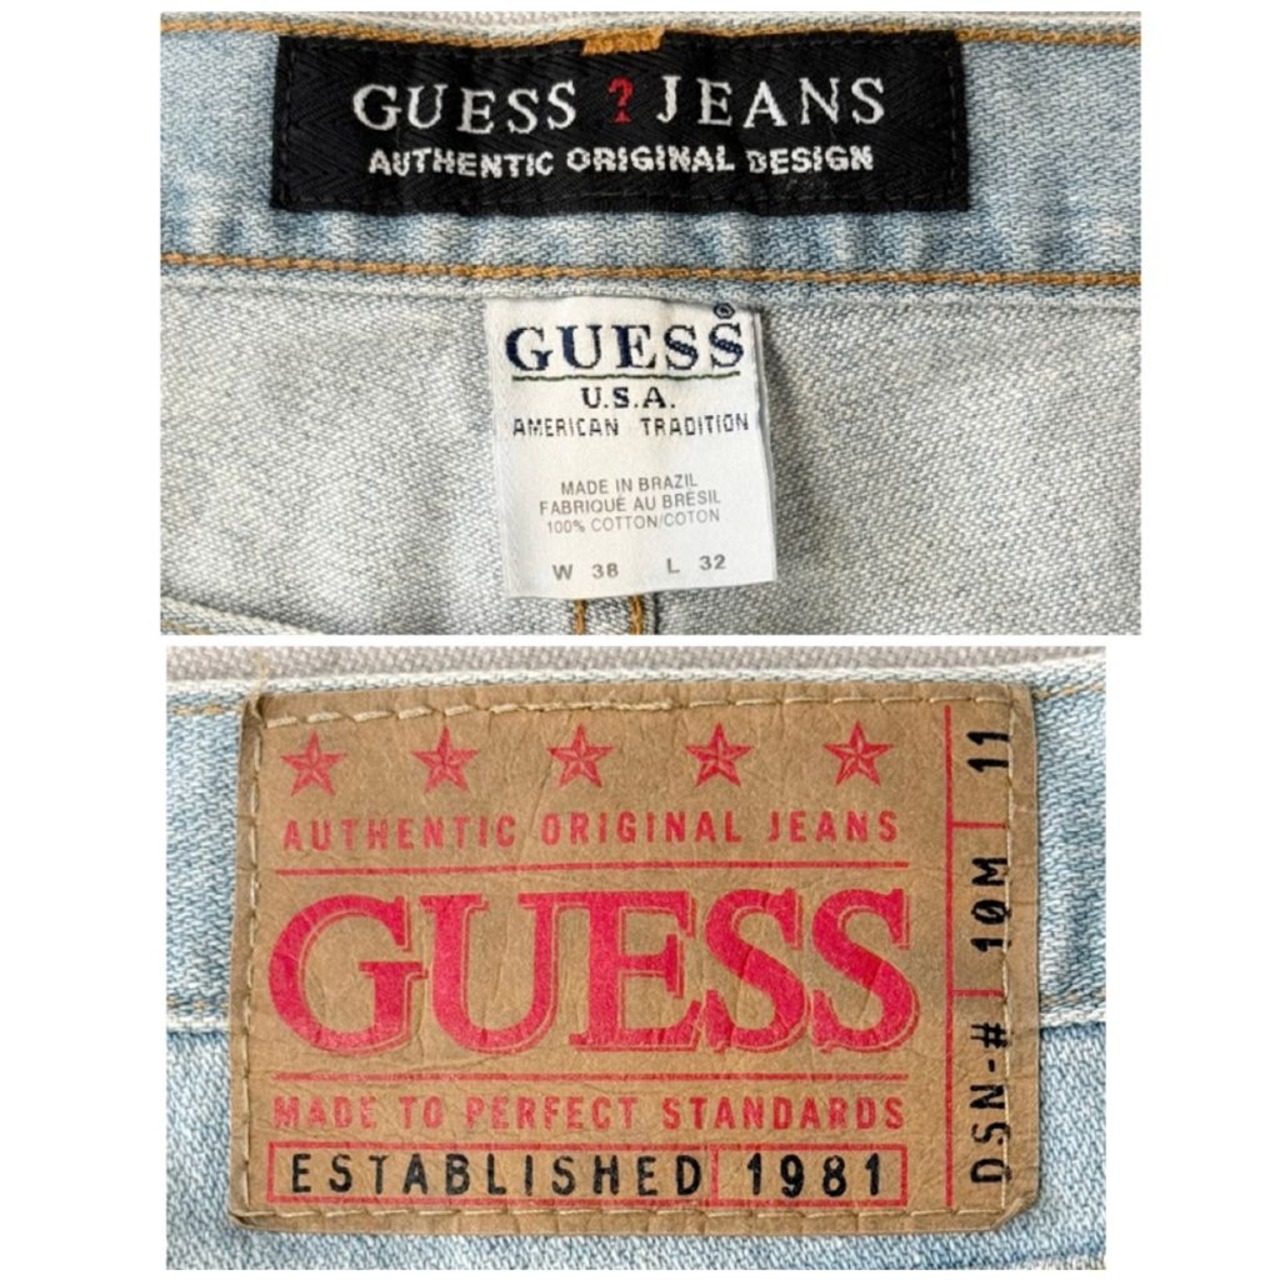 GUESS ? JEANS
AUTHENTIC ORIGINAL DESIGN
GUESS®
U.S.A.
AMERICAN TRADITION
MADE IN BRAZIL
FABRIQUÉ AU BRÉSIL
100% COTTON/COTON
W 38 L 32
AUTHENTIC ORIGINAL JEANS
GUESS
MADE TO PERFECT STANDARDS
ESTABLISHED 1981
DSN-# 10M 11